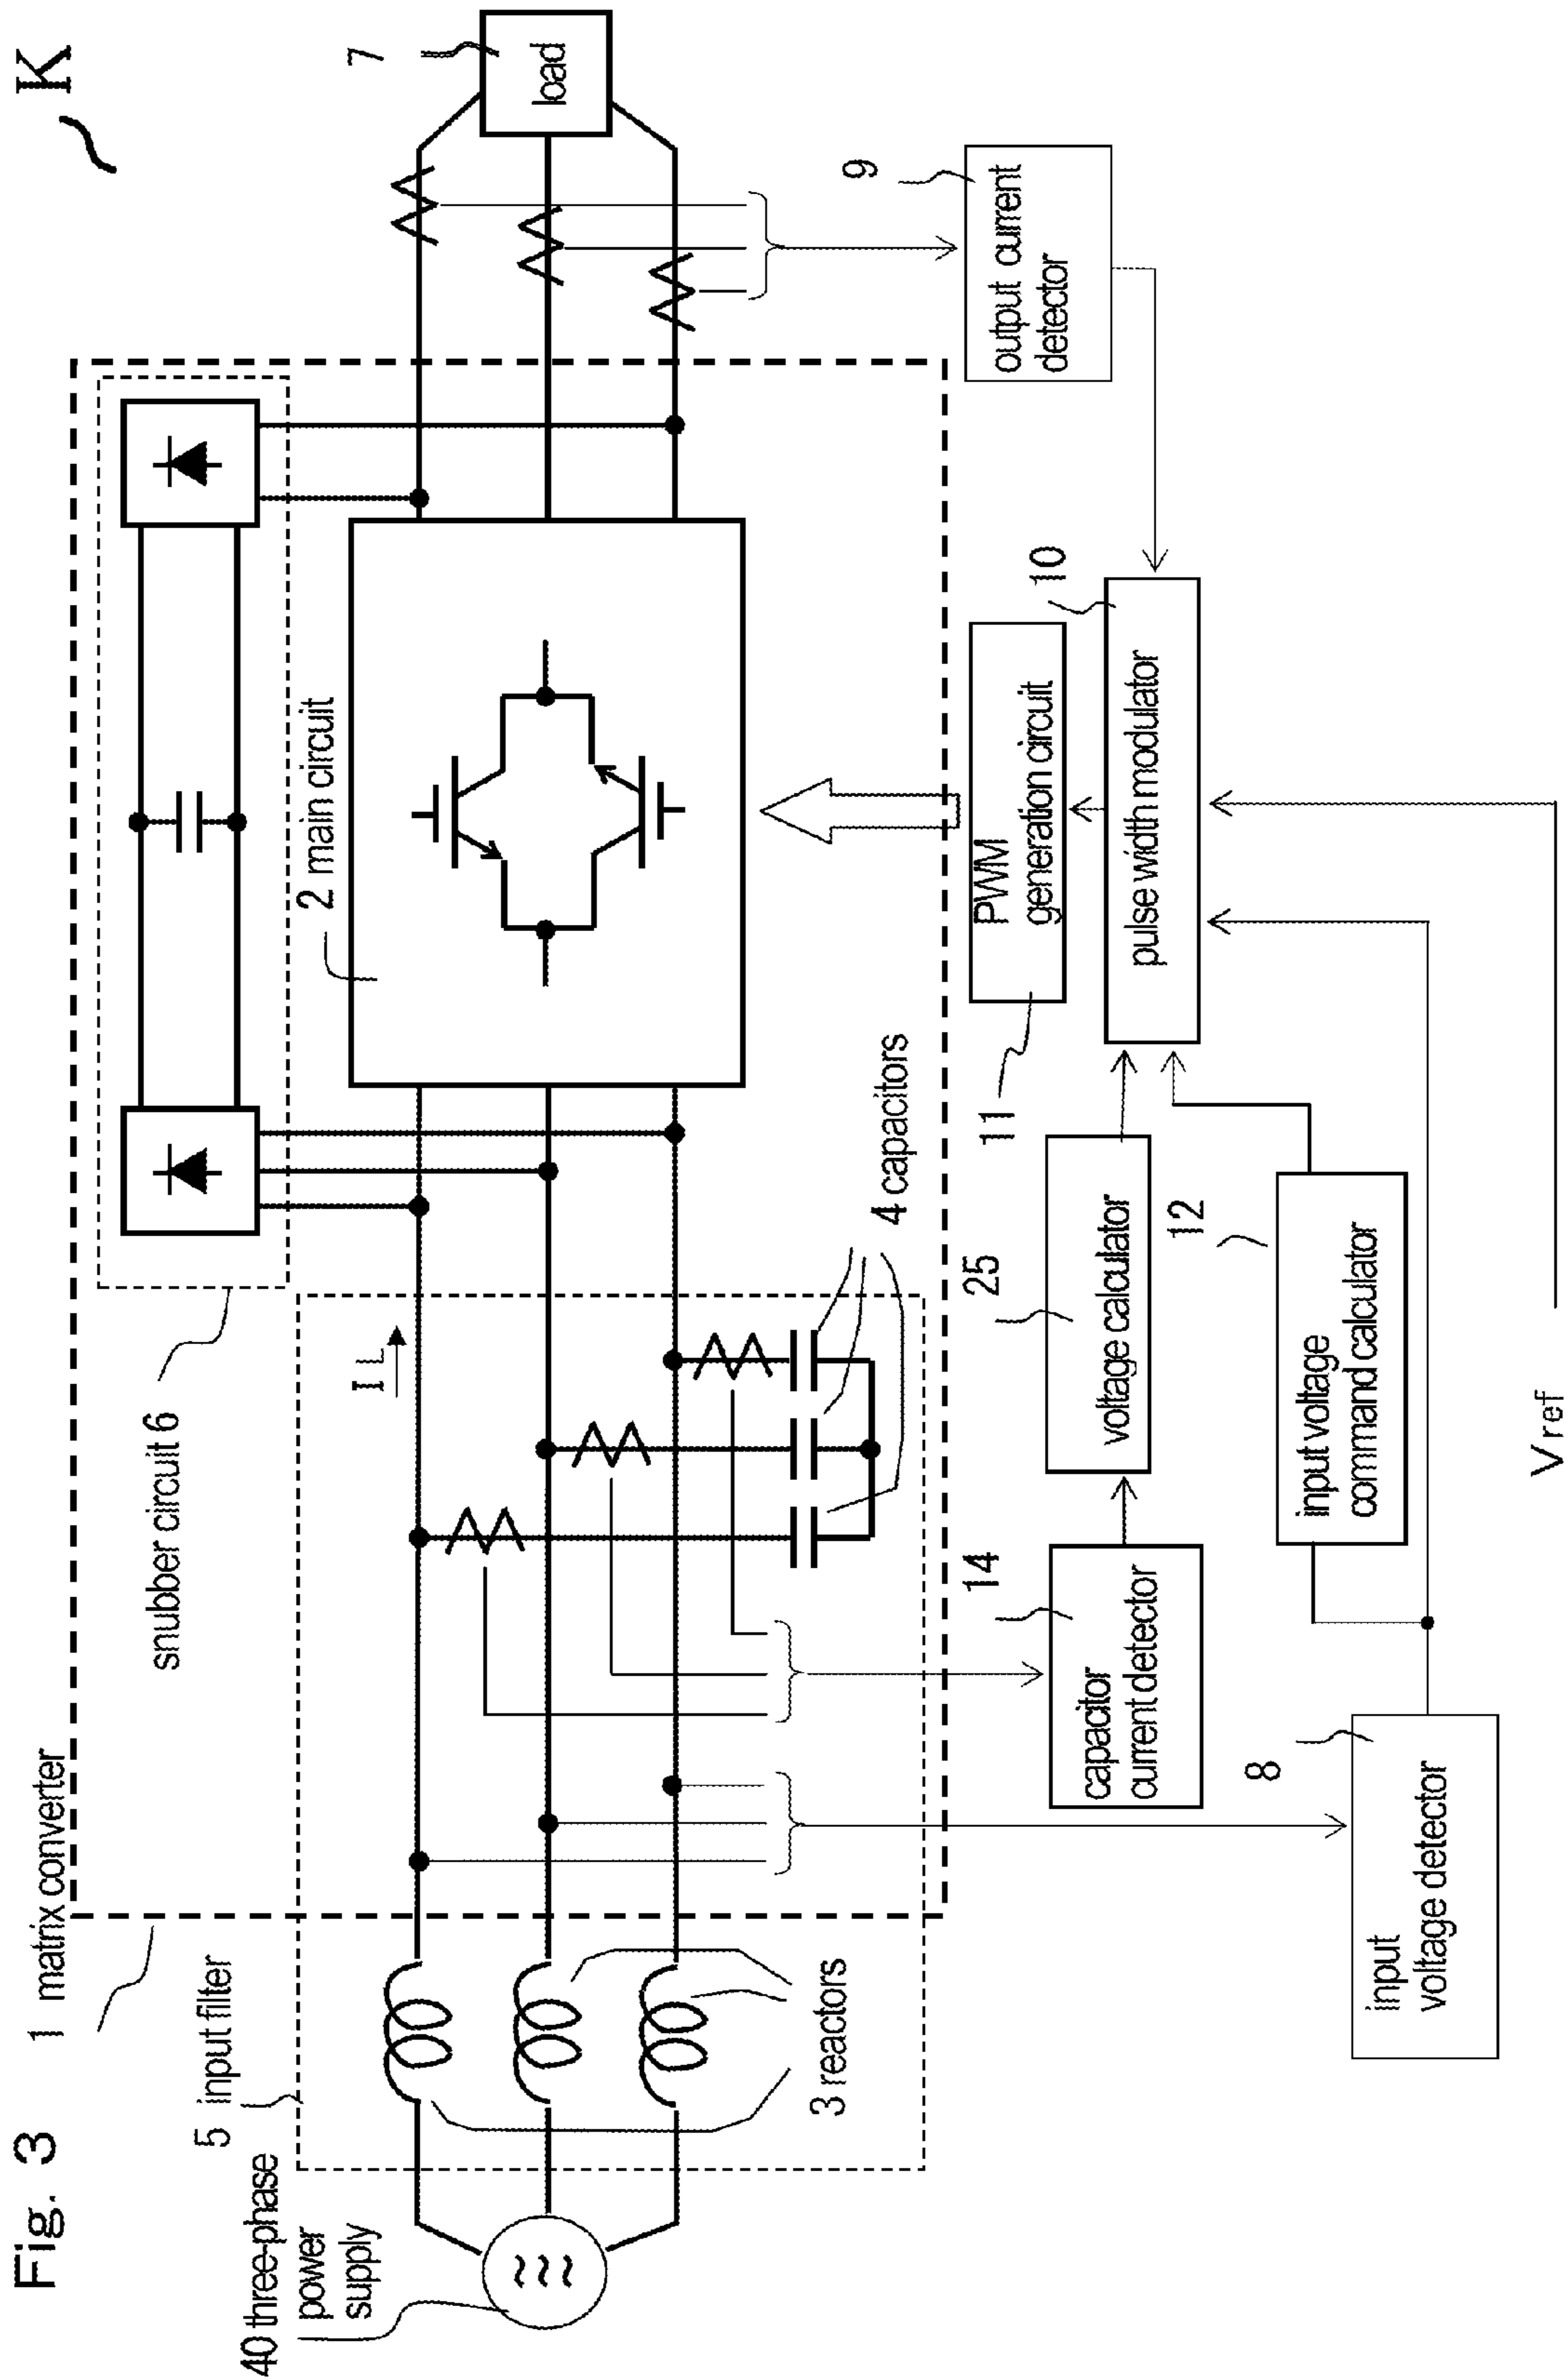 Fig. 3
K
1 matrix converter
5 input filter
40 three-phase
power
supply
snubber circuit 6
2 main circuit
7
load
I L
3 reactors
4 capacitors
9
output current
detector
PWM
generation circuit
11
10
pulse width modulator
25
voltage calculator
14
capacitor
current detector
12
input voltage
command calculator
8
input
voltage detector
Vref